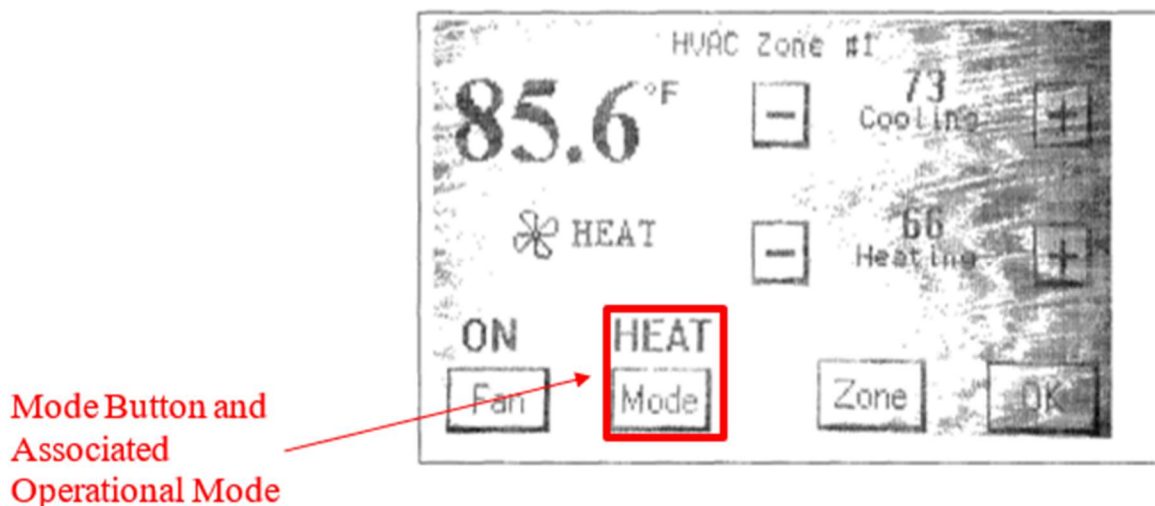 HVAC Zone #1
85.6°F
- 73 +
Cooling
HEAT
- 66 +
Heating
ON HEAT
Fan Mode Zone OK
Mode Button and
Associated
Operational Mode